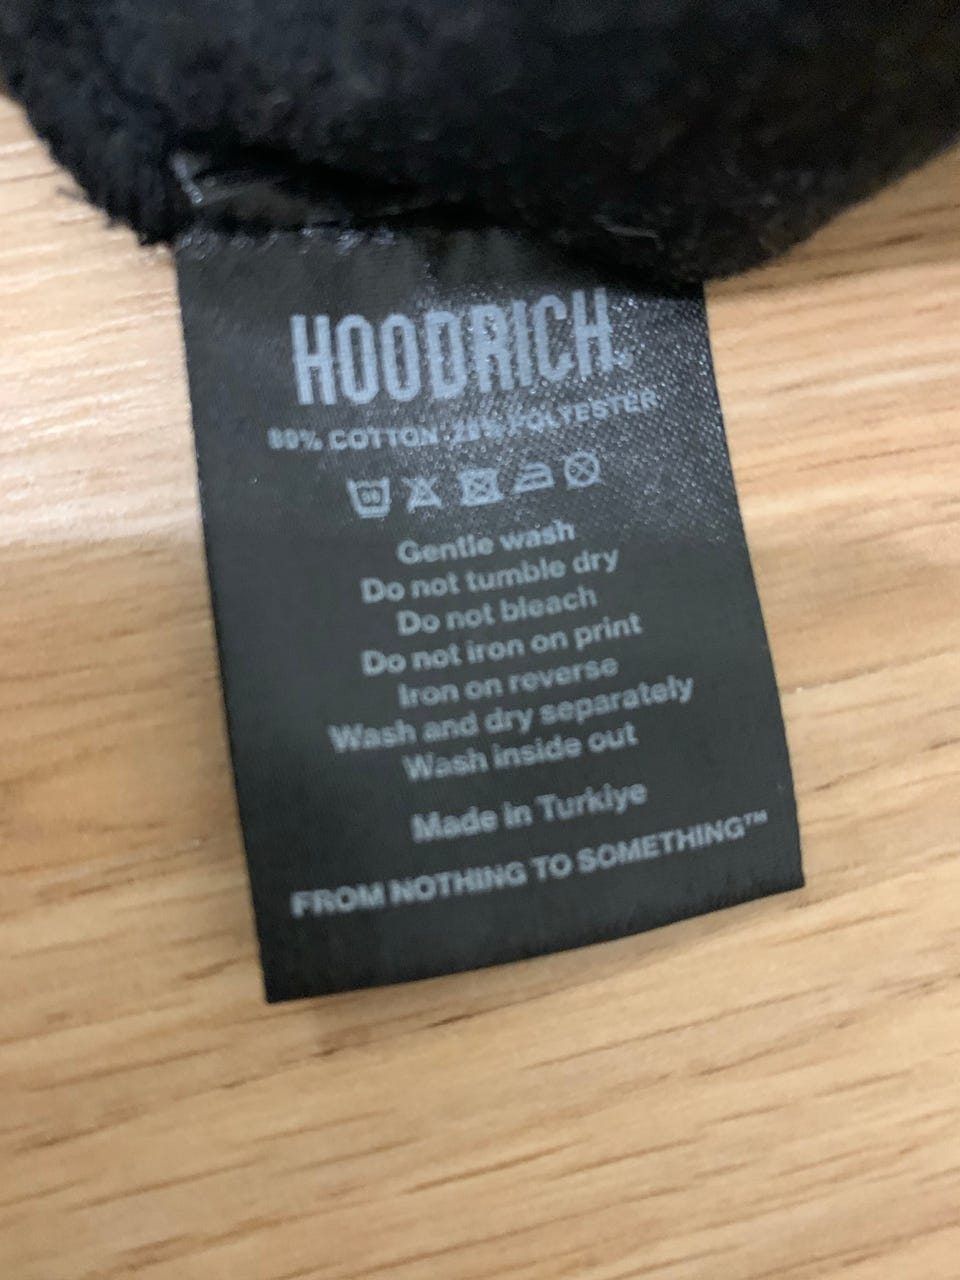 HOODRICH
80% COTTON POLYESTER
30
Gentle wash
Do not tumble dry
Do not bleach
Do not iron on print
Iron on reverse
Wash and dry separately
Wash inside out
Made in Turkiye
FROM NOTHING TO SOMETHING™